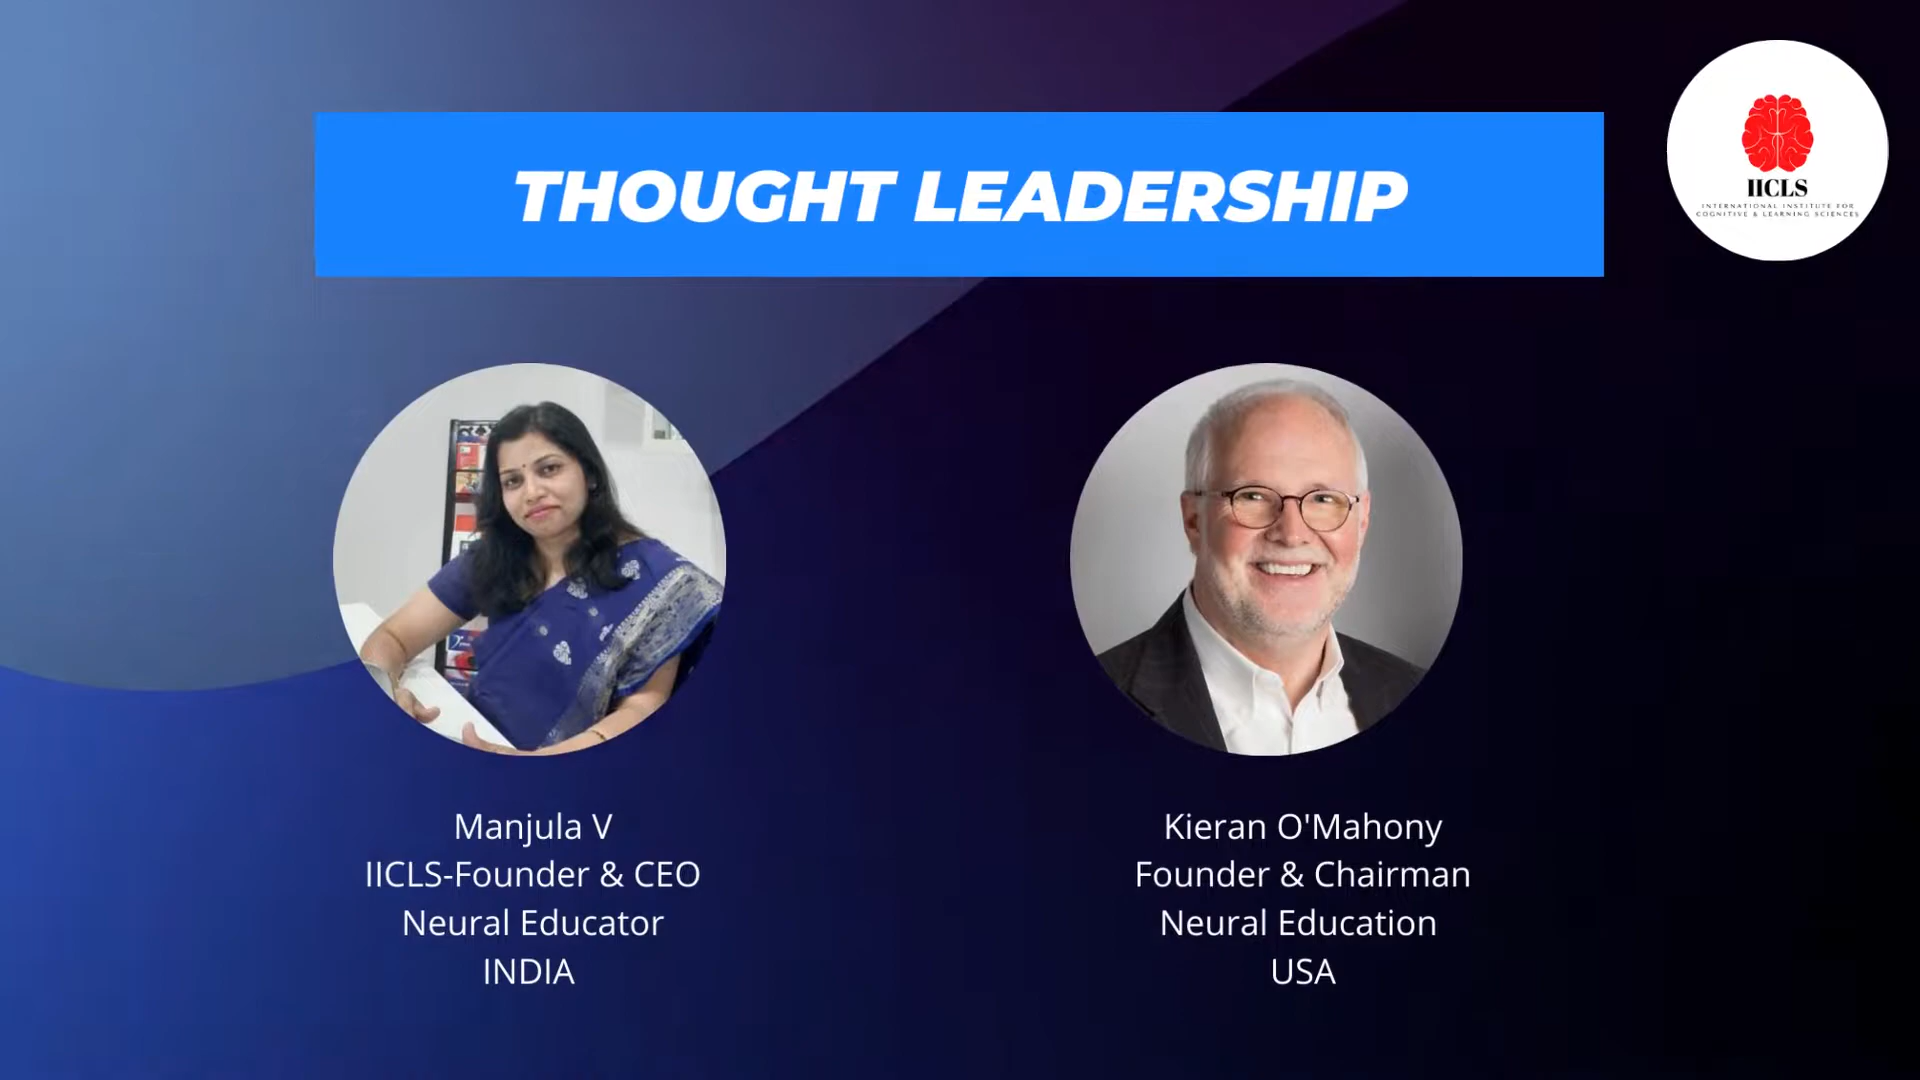 THOUGHT LEADERSHIP
IICLS
INTERNATIONAL INSTITUTE FOR
COGNITIVE & LEARNING SCIENCES
Manjula V
IICLS-Founder & CEO
Neural Educator
INDIA
Kieran O'Mahony
Founder & Chairman
Neural Education
USA